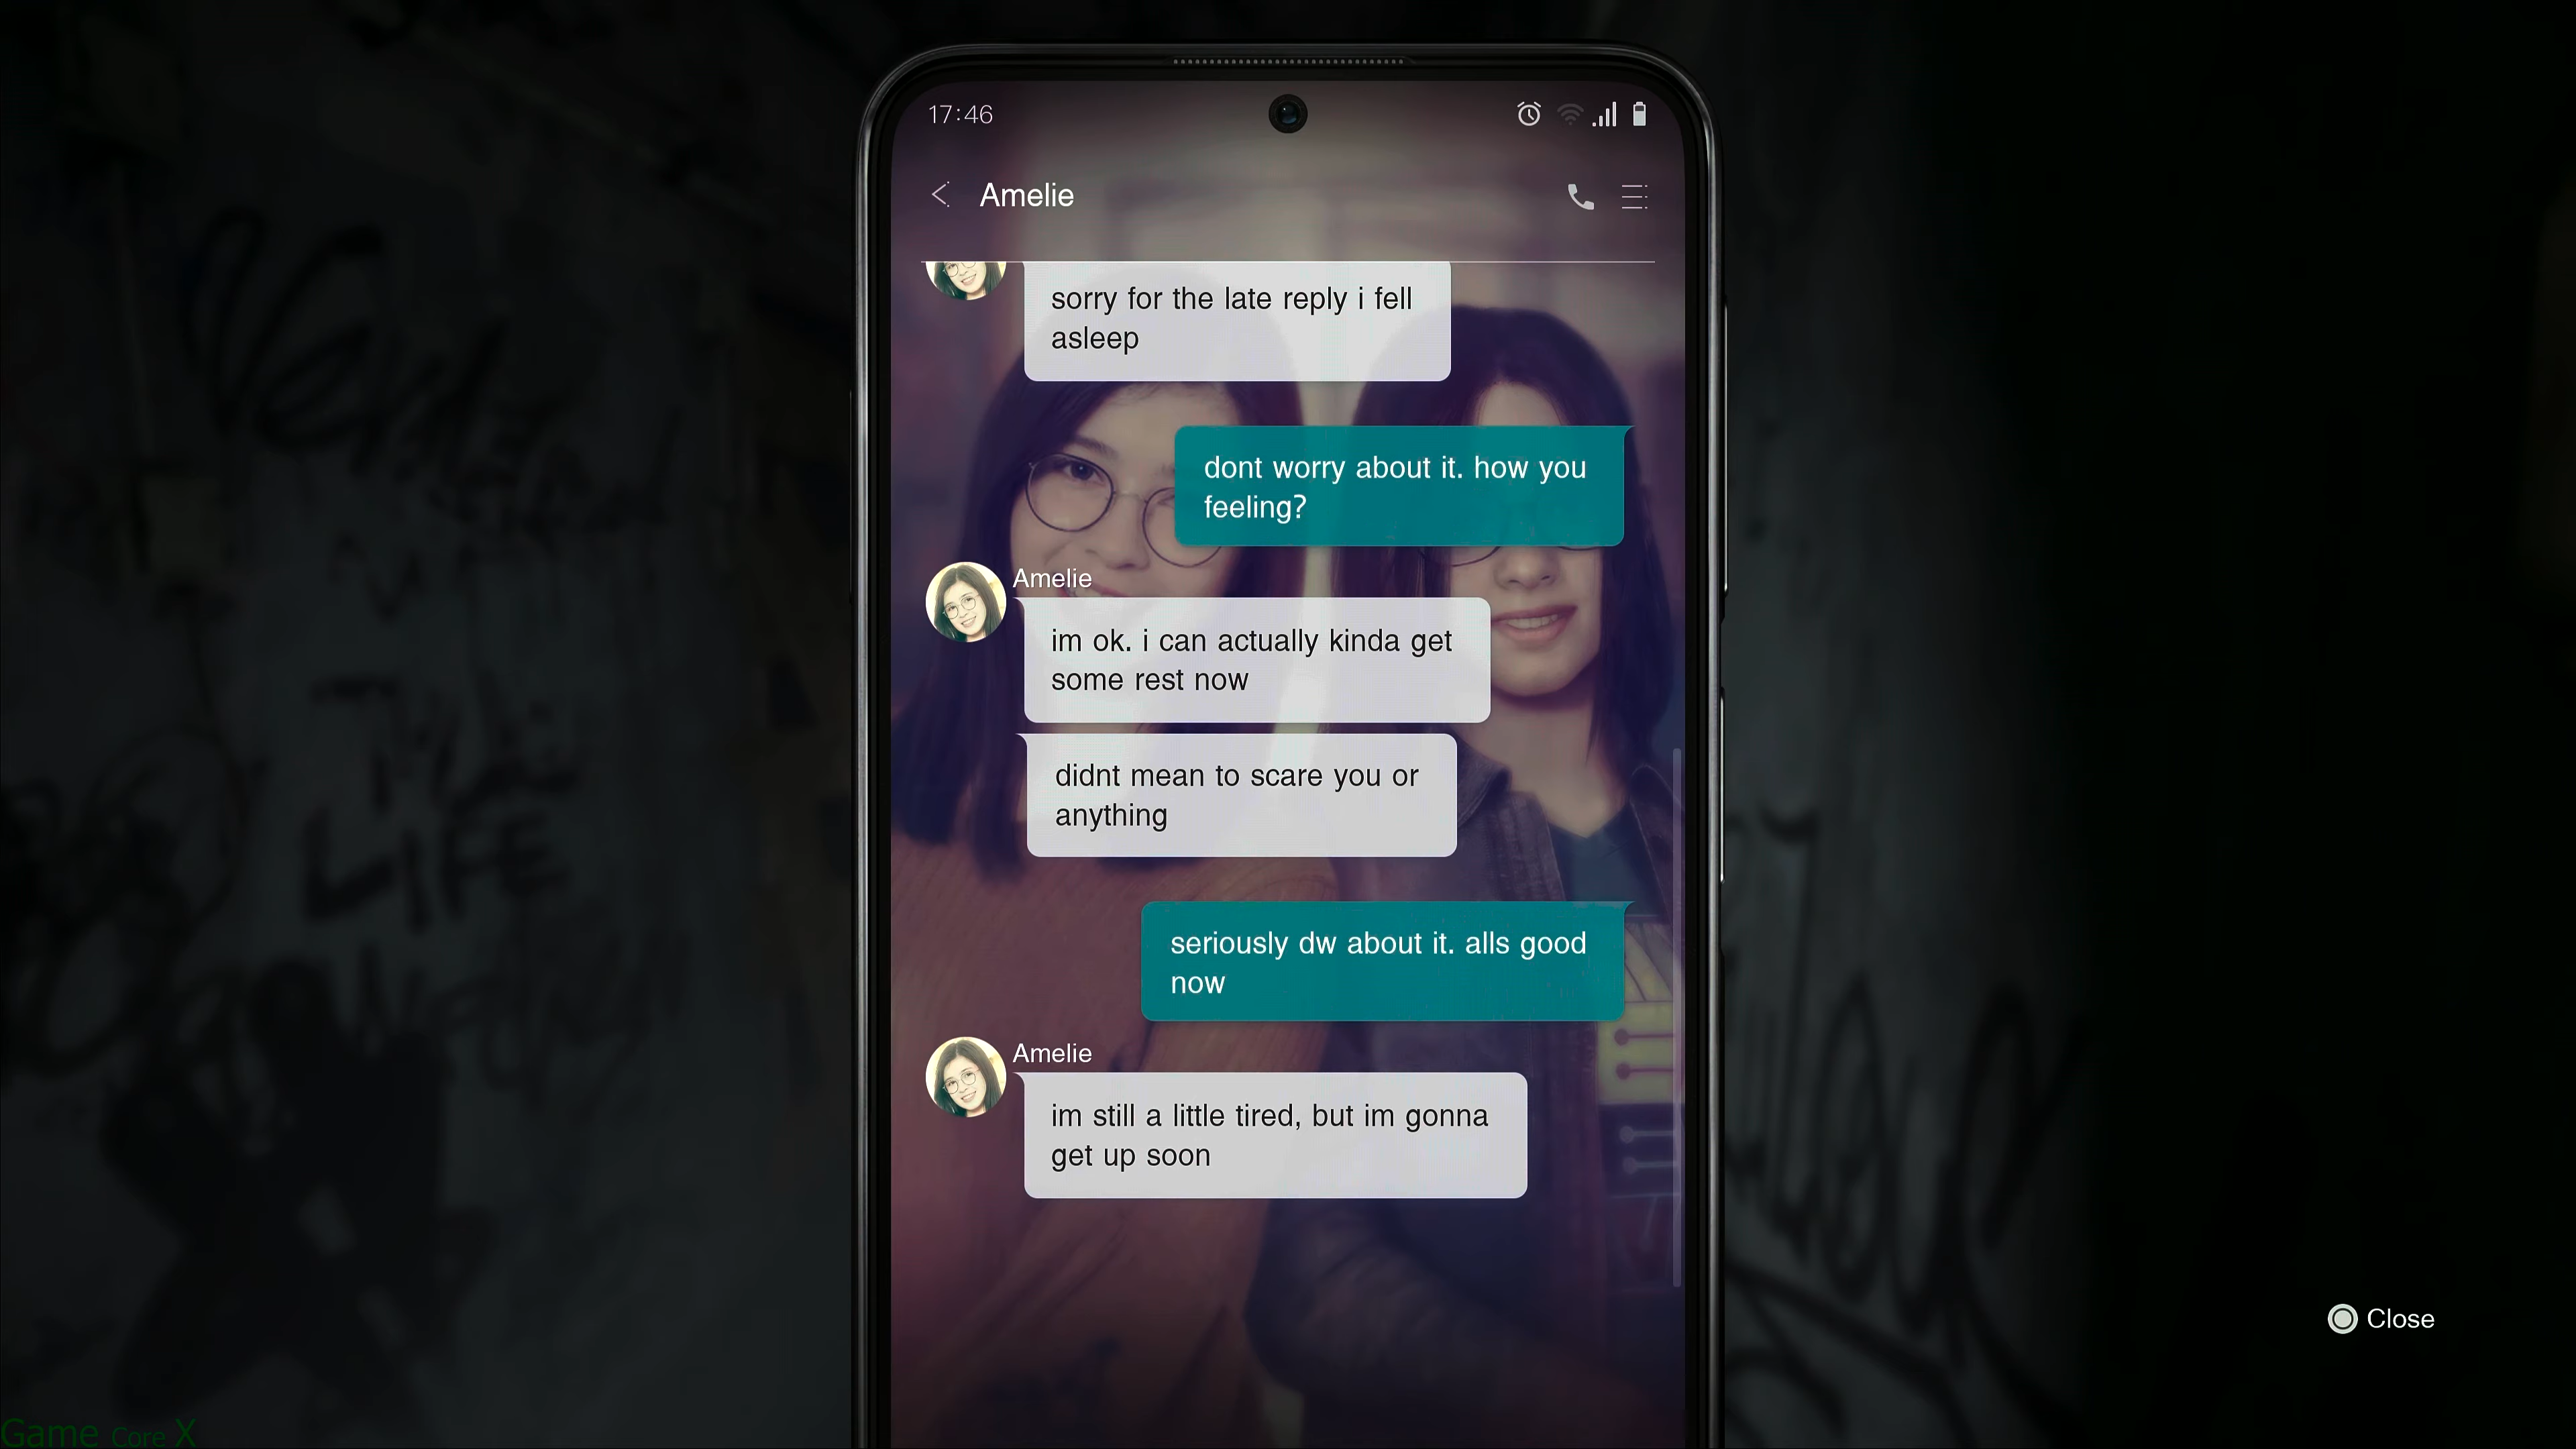 17:46
Amelie
sorry for the late reply i fell
asleep
dont worry about it. how you
feeling?
Amelie
im ok. i can actually kinda get
some rest now
didnt mean to scare you or
anything
seriously dw about it. alls good
now
Amelie
im still a little tired, but im gonna
get up soon
Close
THE
LIFE
Game Core X